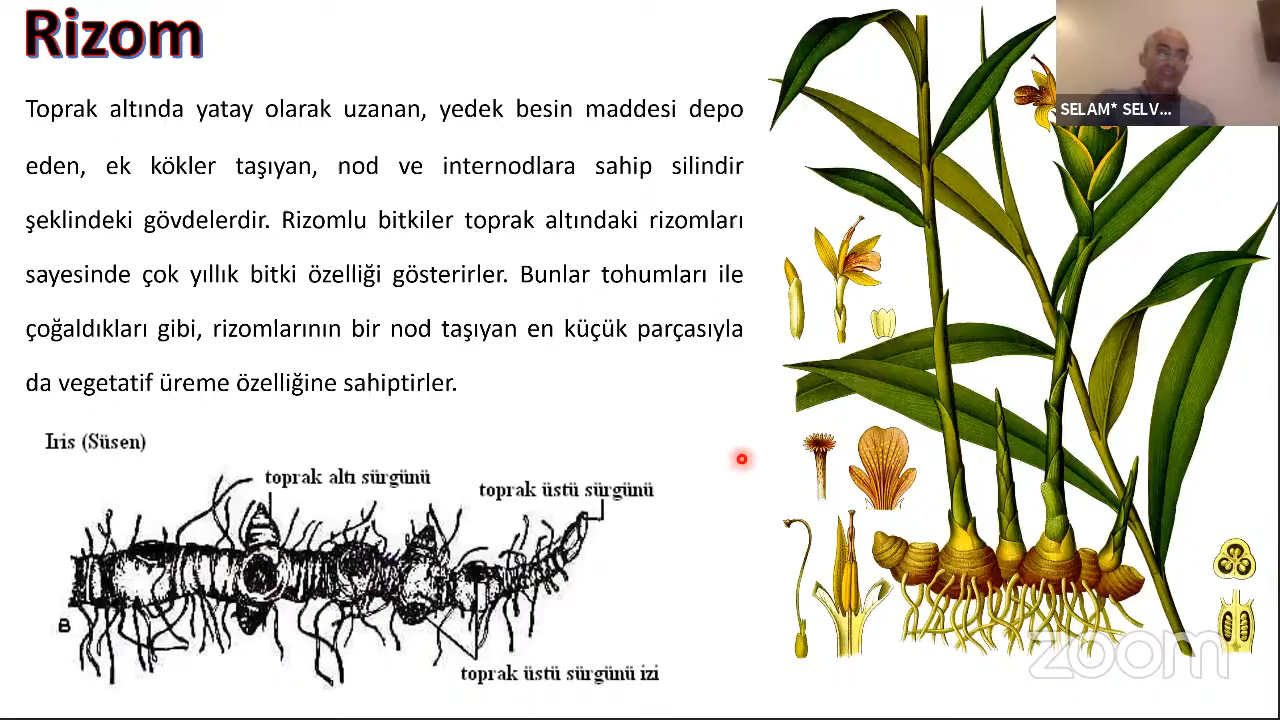 Rizom
Toprak altında yatay olarak uzanan, yedek besin maddesi depo
eden, ek kökler taşıyan, nod ve internodlara sahip silindir
şeklindeki gövdelerdir. Rizomlu bitkiler toprak altındaki rizomları
sayesinde çok yıllık bitki özelliği gösterirler. Bunlar tohumları ile
çoğaldıkları gibi, rizomlarının bir nod taşıyan en küçük parçasıyla
da vegetatif üreme özelliğine sahiptirler.
Iris (Süsen)
toprak altı sürgünü
toprak üstü sürgünü
B
toprak üstü sürgünü izi
SELAM* SELV...
zoom